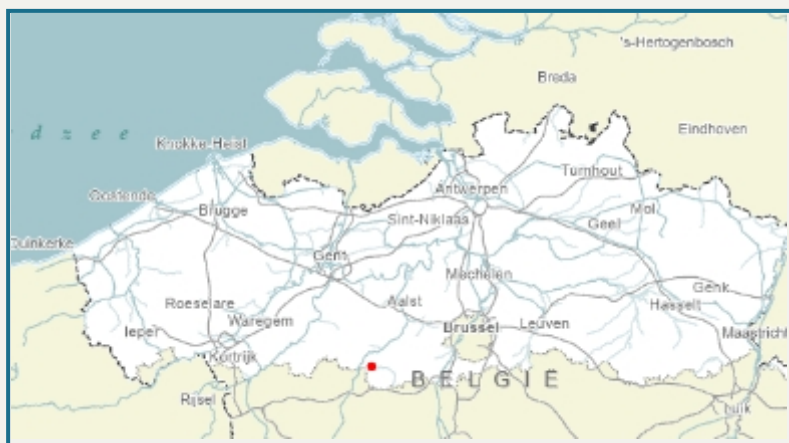 's-Hertogenbosch
Breda
dzee
Eindhoven
Knokke-Heist
Turnhout
Antwerpen
Oostende
Brugge
Sint-Niklaas
Mol
Geel
Duinkerke
Gent
Mechelen
Genk
Roeselare
Aalst
Hasselt
Waregem
Brussel
Leuven
Ieper
Maastricht
Kortrijk
BELGIË
Rijsel
Luik